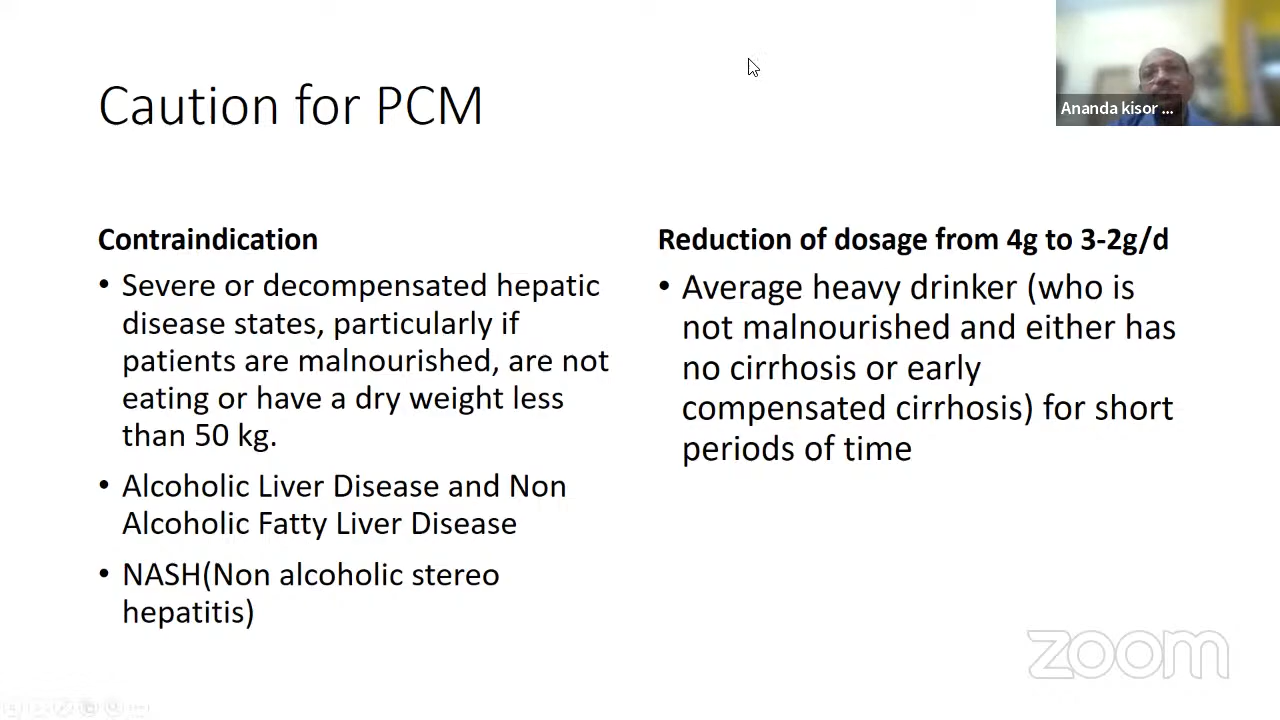 Caution for PCM
Ananda kisor ...
Contraindication
• Severe or decompensated hepatic
disease states, particularly if
patients are malnourished, are not
eating or have a dry weight less
than 50 kg.
• Alcoholic Liver Disease and Non
Alcoholic Fatty Liver Disease
• NASH(Non alcoholic stereo
hepatitis)
Reduction of dosage from 4g to 3-2g/d
• Average heavy drinker (who is
not malnourished and either has
no cirrhosis or early
compensated cirrhosis) for short
periods of time
zoom